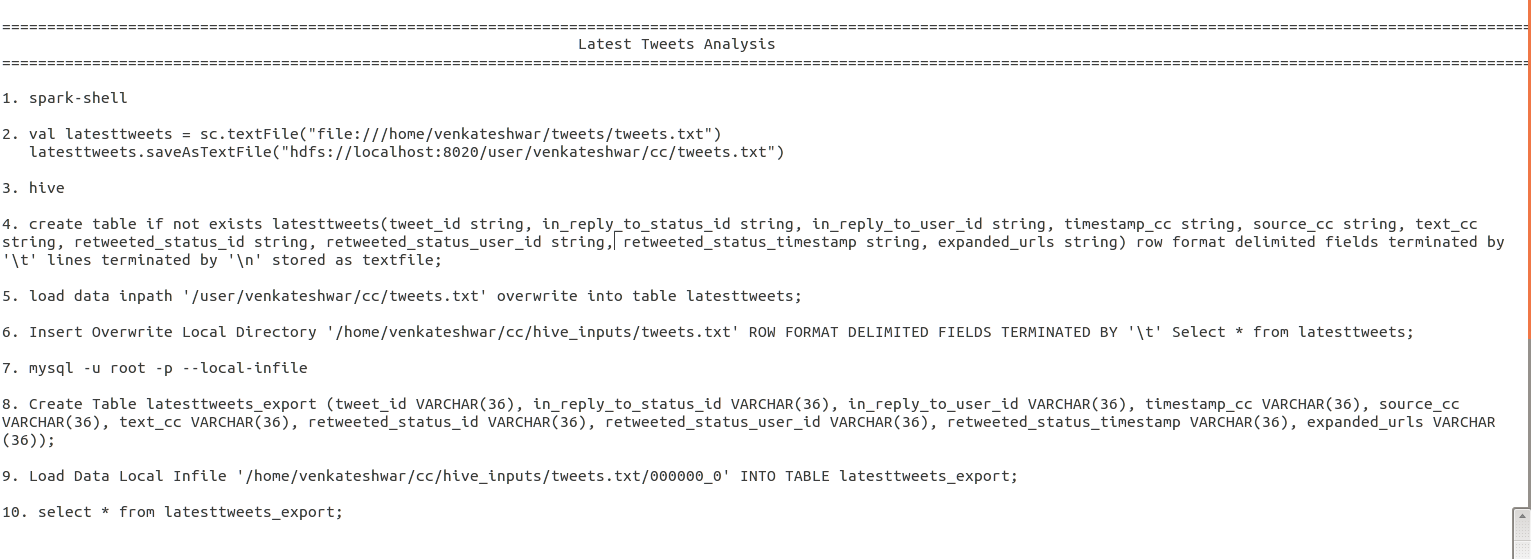 ================================================================================
Latest Tweets Analysis
================================================================================
1. spark-shell
2. val latesttweets = sc.textFile("file:///home/venkateshwar/tweets/tweets.txt")
latesttweets.saveAsTextFile("hdfs://localhost:8020/user/venkateshwar/cc/tweets.txt")
3. hive
4. create table if not exists latesttweets(tweet_id string, in_reply_to_status_id string, in_reply_to_user_id string, timestamp_cc string, source_cc string, text_cc
string, retweeted_status_id string, retweeted_status_user_id string, retweeted_status_timestamp string, expanded_urls string) row format delimited fields terminated by
'\t' lines terminated by '\n' stored as textfile;
5. load data inpath '/user/venkateshwar/cc/tweets.txt' overwrite into table latesttweets;
6. Insert Overwrite Local Directory '/home/venkateshwar/cc/hive_inputs/tweets.txt' ROW FORMAT DELIMITED FIELDS TERMINATED BY '\t' Select * from latesttweets;
7. mysql -u root -p --local-infile
8. Create Table latesttweets_export (tweet_id VARCHAR(36), in_reply_to_status_id VARCHAR(36), in_reply_to_user_id VARCHAR(36), timestamp_cc VARCHAR(36), source_cc
VARCHAR(36), text_cc VARCHAR(36), retweeted_status_id VARCHAR(36), retweeted_status_user_id VARCHAR(36), retweeted_status_timestamp VARCHAR(36), expanded_urls VARCHAR
(36));
9. Load Data Local Infile '/home/venkateshwar/cc/hive_inputs/tweets.txt/000000_0' INTO TABLE latesttweets_export;
10. select * from latesttweets_export;